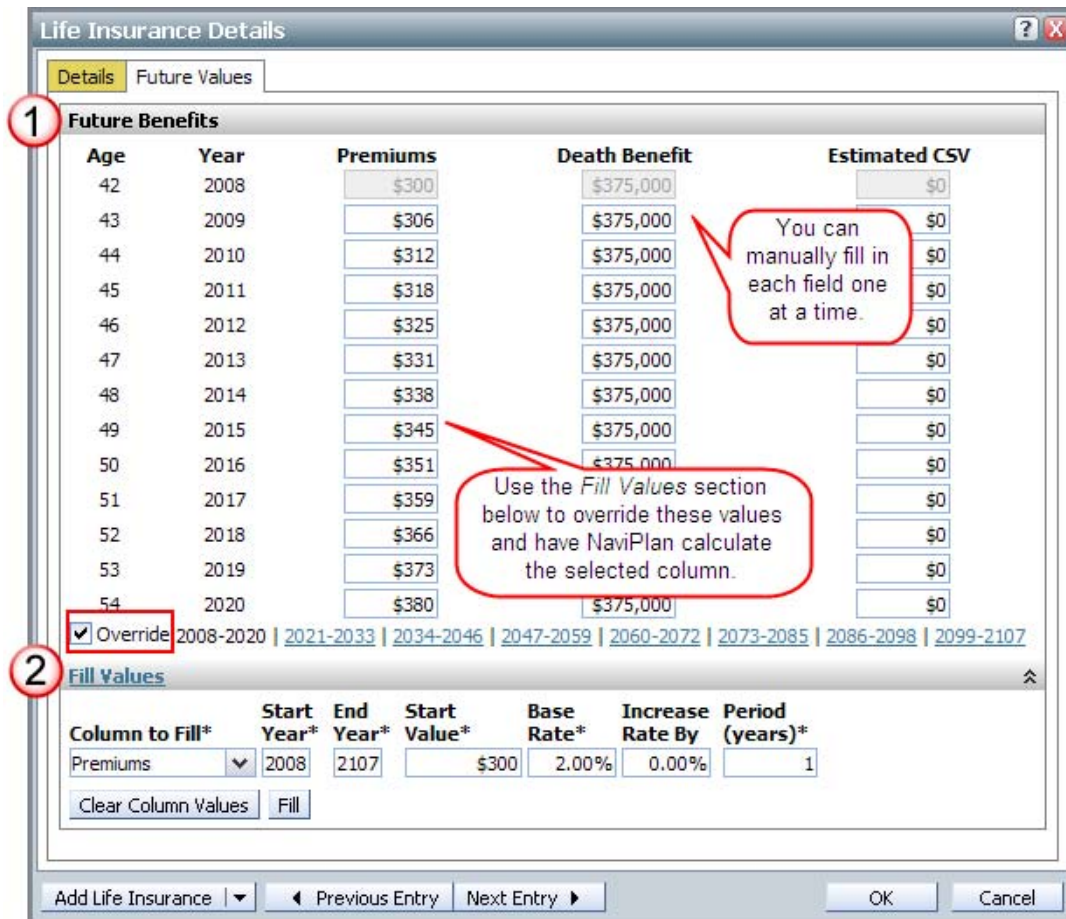 Life Insurance Details ? X
Details Future Values
1 Future Benefits
Age Year Premiums Death Benefit Estimated CSV
42 2008 $300 $375,000 $0
43 2009 $306 $375,000 $0
44 2010 $312 $375,000 $0
45 2011 $318 $375,000 $0
46 2012 $325 $375,000 $0
47 2013 $331 $375,000 $0
48 2014 $338 $375,000 $0
49 2015 $345 $375,000 $0
50 2016 $351 $375,000 $0
51 2017 $359 $0
52 2018 $366 $0
53 2019 $373 $0
54 2020 $380 $375,000 $0
You can
manually fill in
each field one
at a time.
Use the Fill Values section
below to override these values
and have NaviPlan calculate
the selected column.
Override 2008-2020 | 2021-2033 | 2034-2046 | 2047-2059 | 2060-2072 | 2073-2085 | 2086-2098 | 2099-2107
2 Fill Values
Column to Fill* Start Year* End Year* Start Value* Base Rate* Increase Rate By Period (years)*
Premiums 2008 2107 $300 2.00% 0.00% 1
Clear Column Values Fill
Add Life Insurance Previous Entry Next Entry OK Cancel